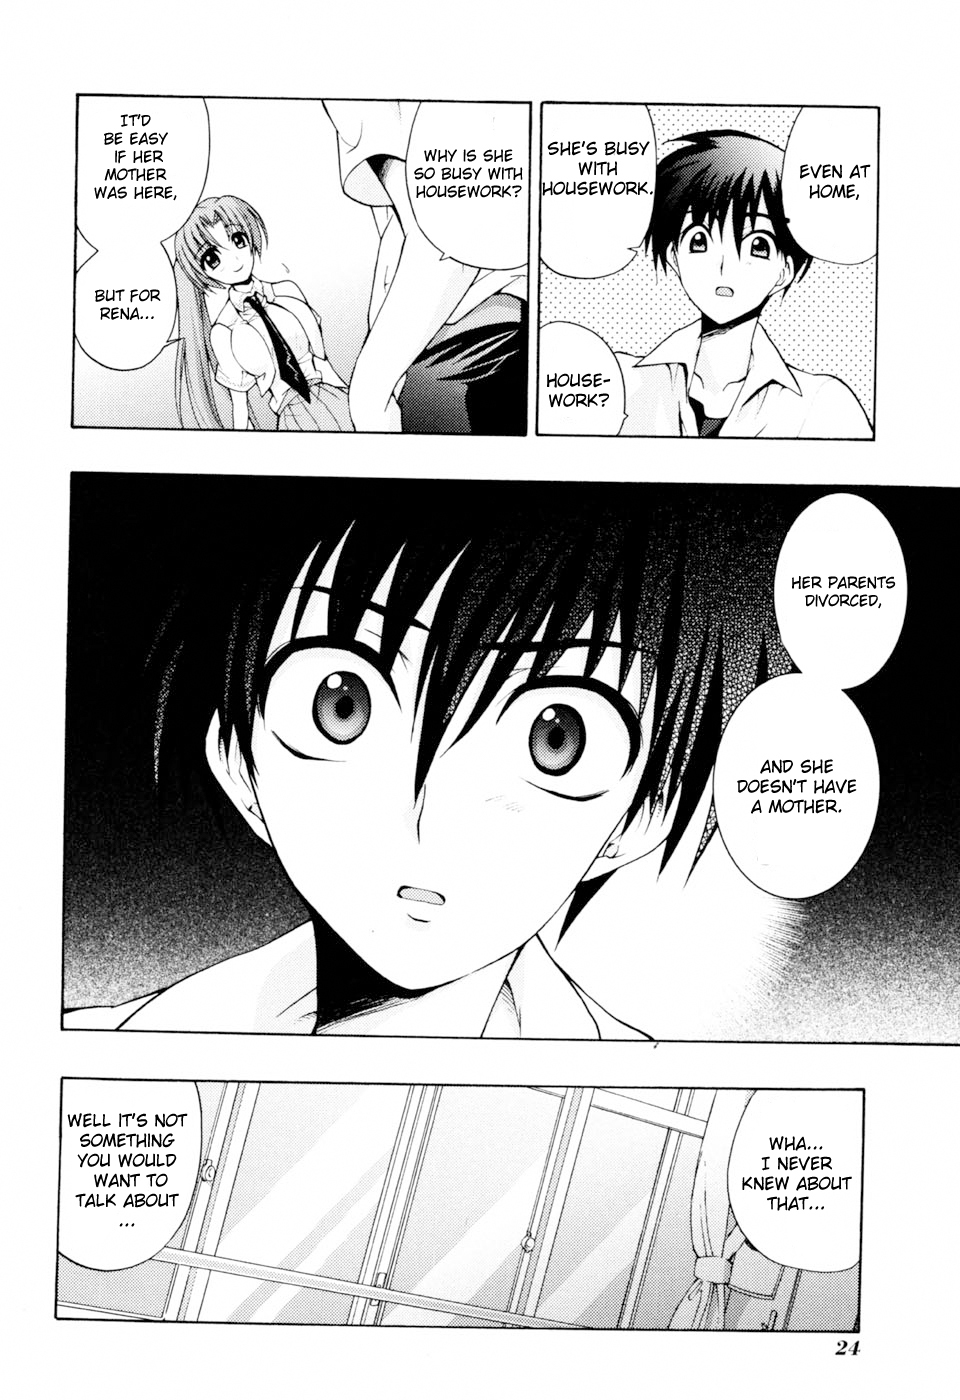 EVEN AT
HOME,
SHE'S BUSY
WITH
HOUSEWORK.
HOUSE-
WORK?
WHY IS SHE
SO BUSY WITH
HOUSEWORK?
IT'D
BE EASY
IF HER
MOTHER
WAS HERE,
BUT FOR
RENA...
HER PARENTS
DIVORCED,
AND SHE
DOESN'T HAVE
A MOTHER.
WHA...
I NEVER
KNEW ABOUT
THAT...
WELL IT'S NOT
SOMETHING
YOU WOULD
WANT TO
TALK ABOUT
...
24